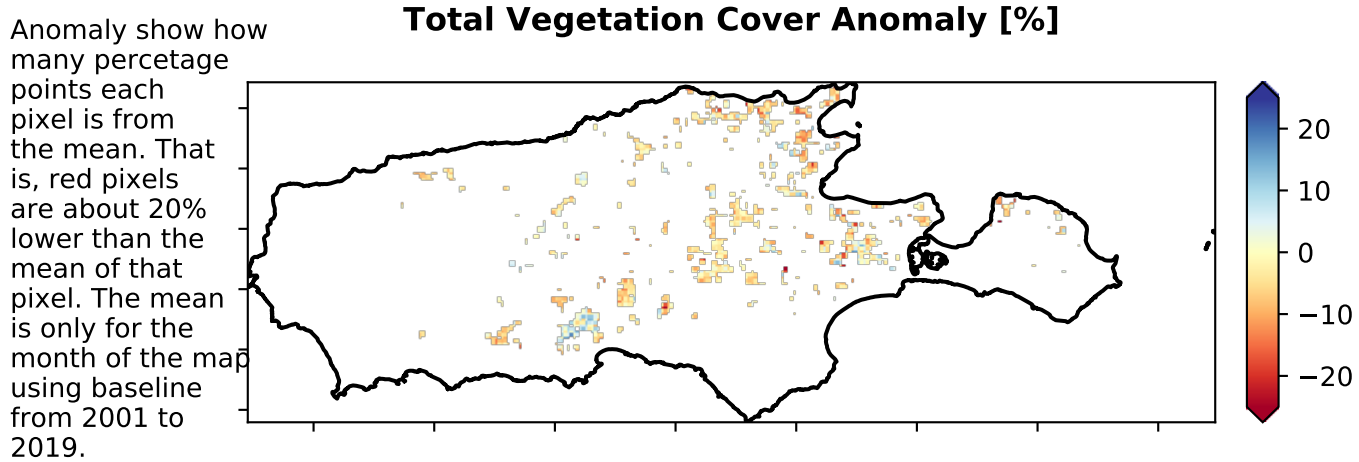 Total Vegetation Cover Anomaly [%]
Anomaly show how
many percetage
points each
pixel is from
the mean. That
is, red pixels
are about 20%
lower than the
mean of that
pixel. The mean
is only for the
month of the map
using baseline
from 2001 to
2019.
20
10
0
−10
−20